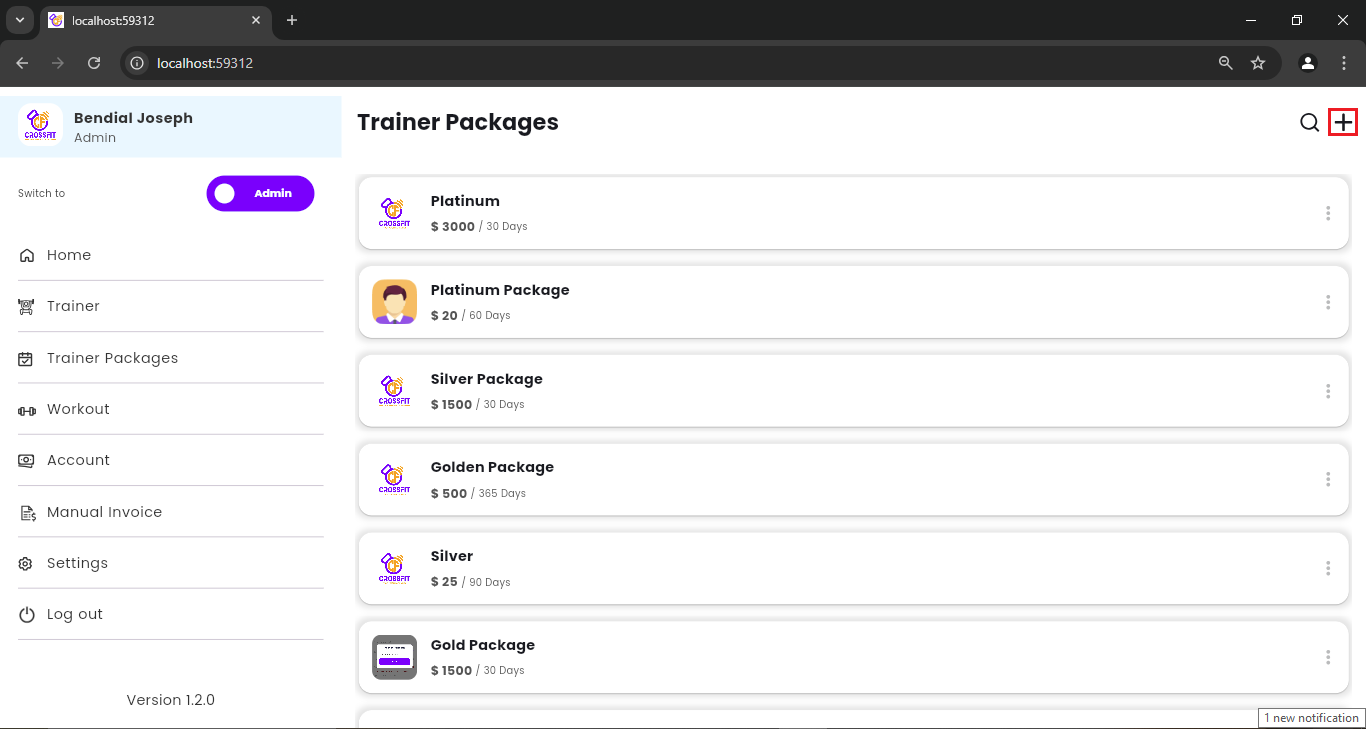 localhost:59312
localhost:59312
CROSSFIT
Bendial Joseph
Admin
Switch to
Admin
Home
Trainer
Trainer Packages
Workout
Account
Manual Invoice
Settings
Log out
Version 1.2.0
Trainer Packages
CROSSFIT
Platinum
$ 3000 / 30 Days
Platinum Package
$ 20 / 60 Days
CROSSFIT
Silver Package
$ 1500 / 30 Days
CROSSFIT
Golden Package
$ 500 / 365 Days
CROSSFIT
Silver
$ 25 / 90 Days
Gold Package
$ 1500 / 30 Days
1 new notification